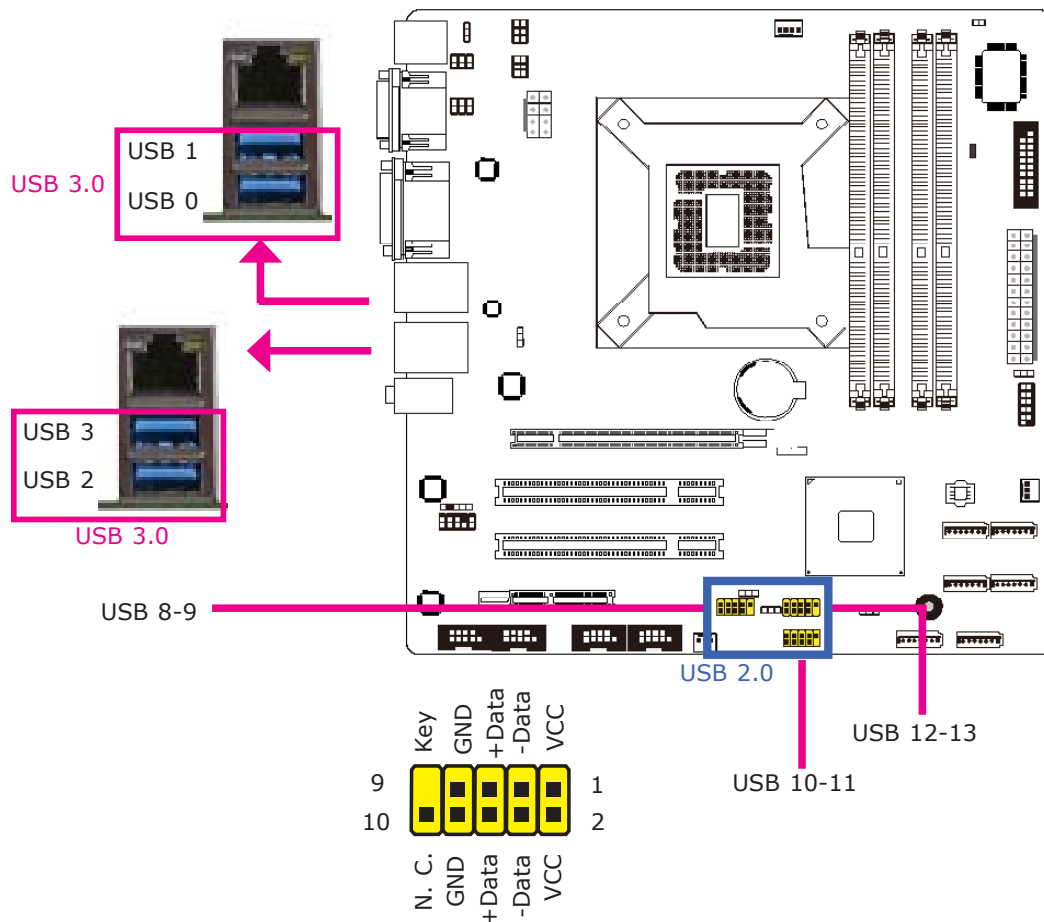 USB 1
USB 3.0
USB 0
USB 3
USB 2
USB 3.0
USB 8-9
USB 2.0
USB 12-13
USB 10-11
Key
GND
+Data
-Data
VCC
9
1
10
2
N. C.
GND
+Data
-Data
VCC